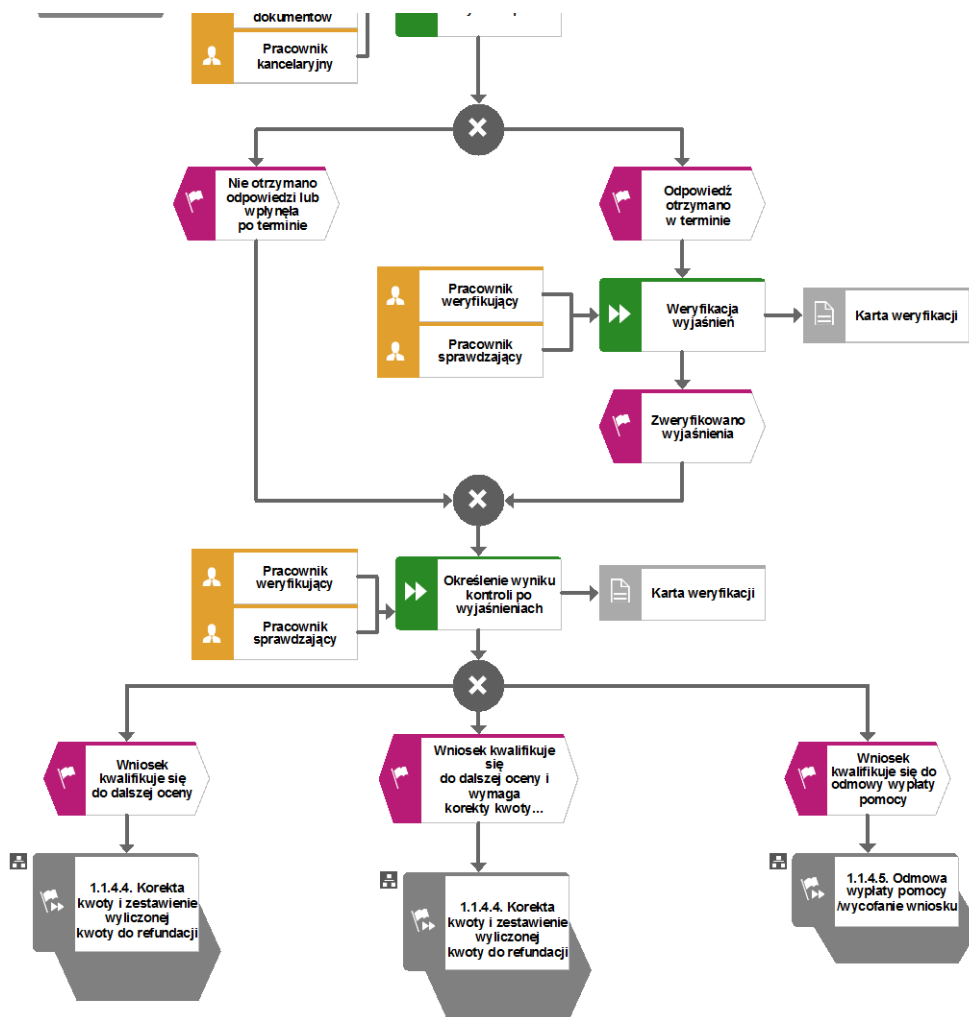 dokumentów
Pracownik
kancelaryjny
Nie otrzymano
odpowiedzi lub
wpłynęła
po terminie
Odpowiedź
otrzymano
w terminie
Pracownik
weryfikujący
Pracownik
sprawdzający
Weryfikacja
wyjaśnień
Karta weryfikacji
Zweryfikowano
wyjaśnienia
Pracownik
weryfikujący
Pracownik
sprawdzający
Określenie wyniku
kontroli po
wyjaśnieniach
Karta weryfikacji
Wniosek
kwalifikuje się
do dalszej oceny
Wniosek kwalifikuje
się
do dalszej oceny i
wymaga
korekty kwoty...
Wniosek
kwalifikuje się do
odmowy wypłaty
pomocy
1.1.4.4. Korekta
kwoty i zestawienie
wyliczonej
kwoty do refundacji
1.1.4.4. Korekta
kwoty i zestawienie
wyliczonej
kwoty do refundacji
1.1.4.5. Odmowa
wypłaty pomocy
/wycofanie wniosku